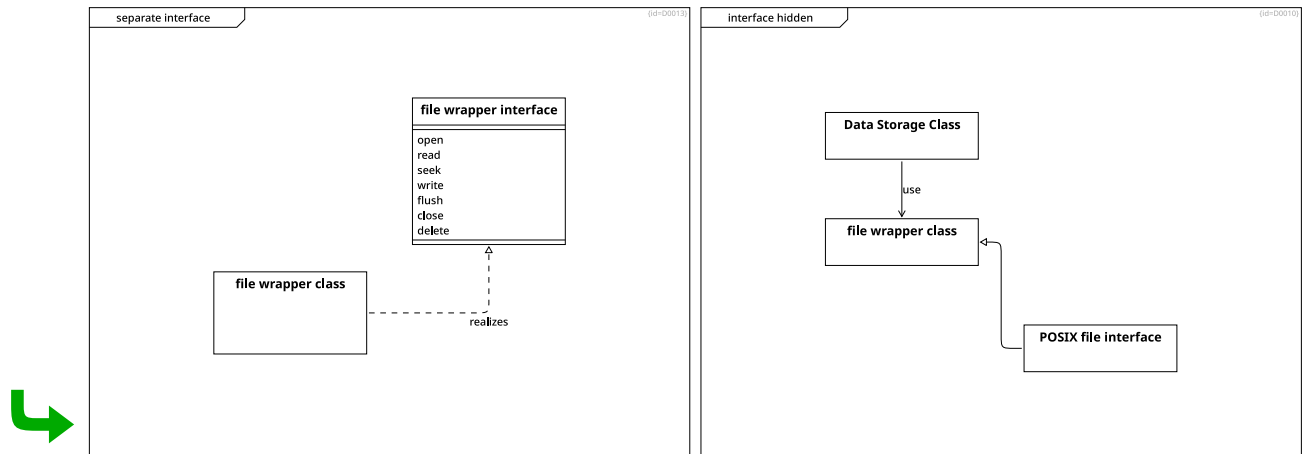 separate interface
{id=D0013}
file wrapper interface
open
read
seek
write
flush
close
delete
file wrapper class
realizes
interface hidden
{id=D0010}
Data Storage Class
use
file wrapper class
POSIX file interface